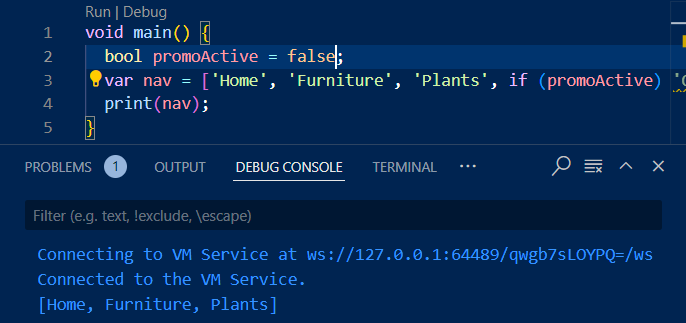 Run | Debug
1 void main() {
2 bool promoActive = false;
3 var nav = ['Home', 'Furniture', 'Plants', if (promoActive)
4 print(nav);
5 }
PROBLEMS 1 OUTPUT DEBUG CONSOLE TERMINAL ...
Filter (e.g. text, !exclude, \escape)
Connecting to VM Service at ws://127.0.0.1:64489/qwgb7sLOYPQ=/ws
Connected to the VM Service.
[Home, Furniture, Plants]